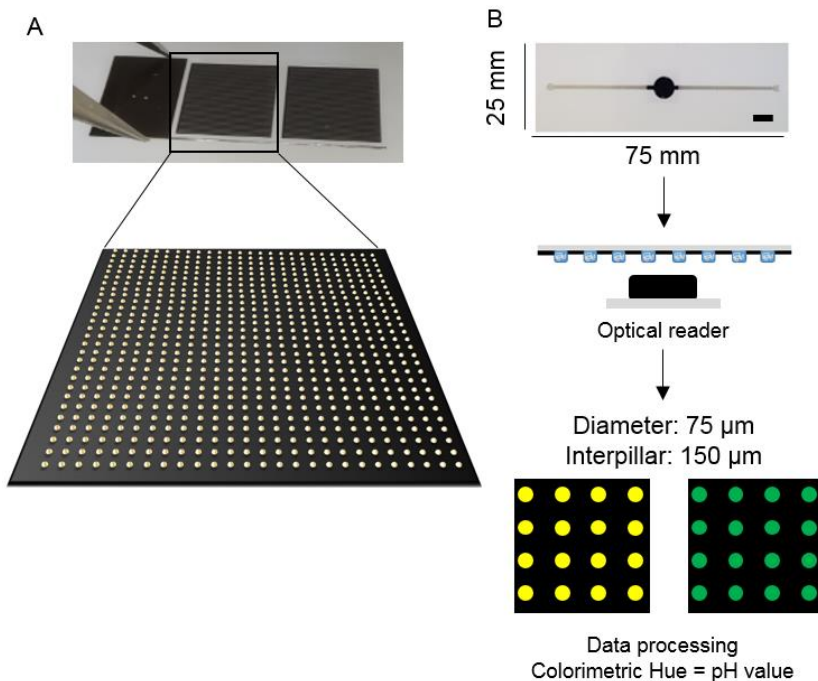 A
B
25 mm
75 mm
Optical reader
Diameter: 75 µm
Interpillar: 150 µm
Data processing
Colorimetric Hue = pH value